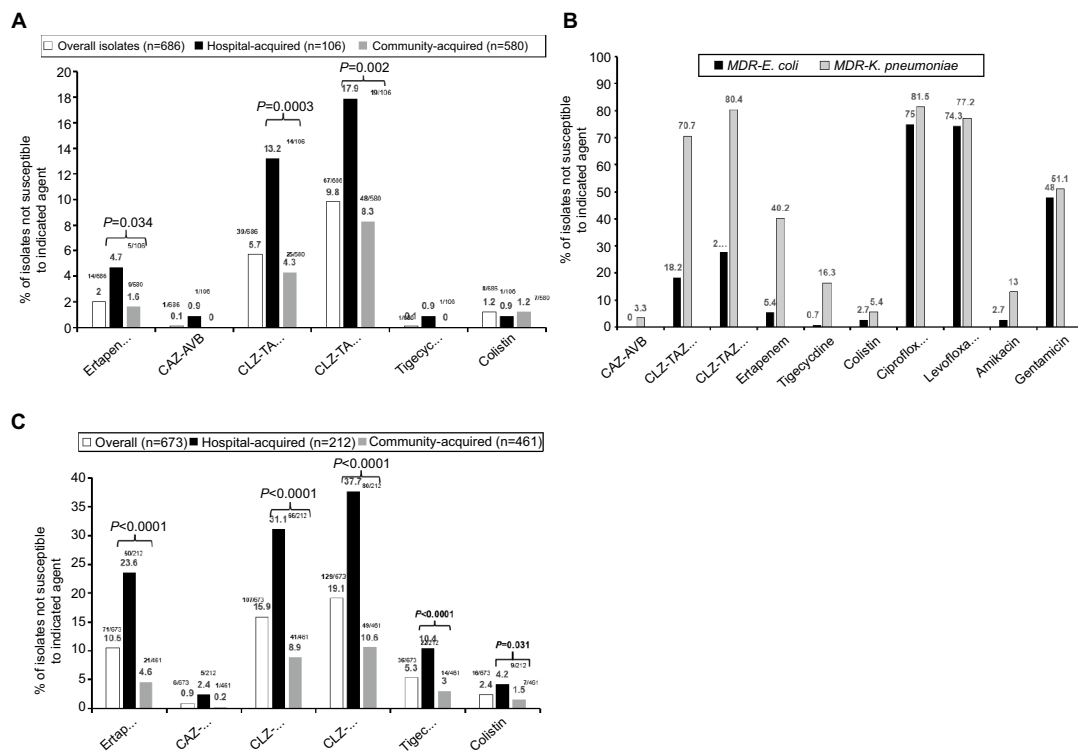 A
Overall isolates (n=686) Hospital-acquired (n=106) Community-acquired (n=580)
% of isolates not susceptible
to indicated agent
20
18
16
14
12
10
8
6
4
2
0
P=0.034
P=0.0003
P=0.002
14/686
2
4.7
5/106
9/580
1.6
1/686
0.1
0.9
1/106
0
39/686
5.7
13.2
14/106
25/580
4.3
67/686
9.8
17.9
19/106
48/580
8.3
1/686
0.1
0.9
1/106
0
8/686
1.2
0.9
1/106
1.2
7/580
Ertapen...
CAZ-AVB
CLZ-TA...
CLZ-TA...
Tigecyc...
Colistin
B
MDR-E. coli MDR-K. pneumoniae
% of isolates not susceptible
to indicated agent
100
90
80
70
60
50
40
30
20
10
0
0
3.3
18.2
70.7
2...
80.4
5.4
40.2
0.7
16.3
2.7
5.4
75
81.5
74.3
77.2
2.7
13
48
51.1
CAZ-AVB
CLZ-TAZ...
CLZ-TAZ...
Ertapenem
Colistin
Ciproflox...
Levofloxa...
Amikacin
Gentamicin
C
Overall (n=673) Hospital-acquired (n=212) Community-acquired (n=461)
% of isolates not susceptible
to indicated agent
40
35
30
25
20
15
10
5
0
P<0.0001
P<0.0001
P<0.0001
P<0.0001
P=0.031
71/673
10.5
50/212
23.6
21/461
4.6
6/673
0.9
5/212
2.4
1/461
0.2
107/673
15.9
31.1
66/212
41/461
8.9
129/673
19.1
37.7
80/212
49/461
10.6
36/673
5.3
10.4
22/212
14/461
3
16/673
2.4
9/212
4.2
7/461
1.5
Ertap...
CAZ-...
CLZ-...
CLZ-...
Tigec...
Colistin